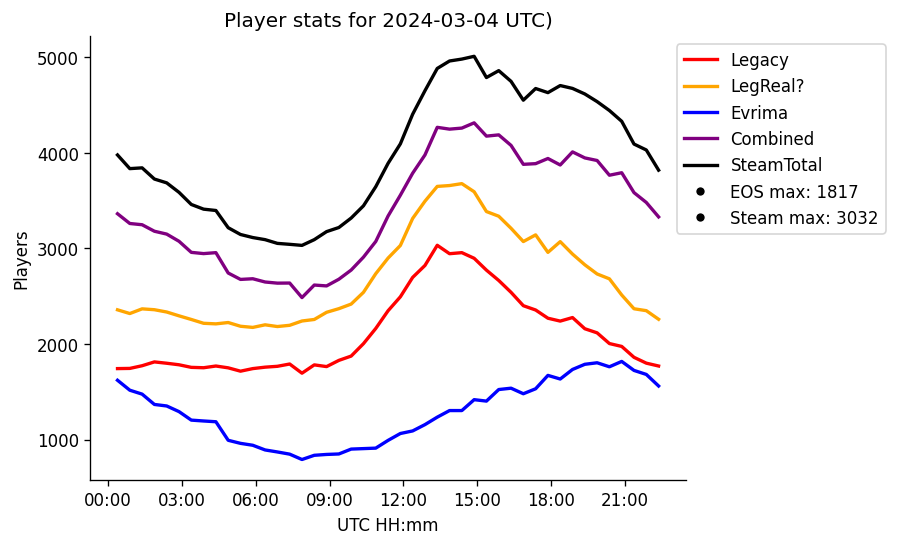 Player stats for 2024-03-04 UTC)
5000
4000
3000
2000
1000
Players
00:00 03:00 06:00 09:00 12:00 15:00 18:00 21:00
UTC HH:mm
Legacy
LegReal?
Evrima
Combined
SteamTotal
EOS max: 1817
Steam max: 3032